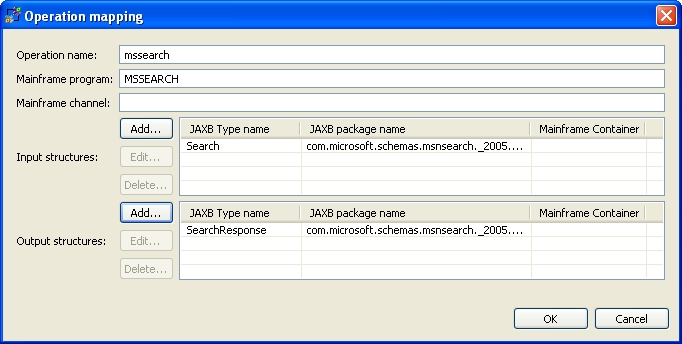 Operation mapping
Operation name: mssearch
Mainframe program: MSSEARCH
Mainframe channel:
Input structures:
Add...
Edit...
Delete...
JAXB Type name JAXB package name Mainframe Container
Search com.microsoft.schemas.msnsearch._2005....
Output structures:
Add...
Edit...
Delete...
JAXB Type name JAXB package name Mainframe Container
SearchResponse com.microsoft.schemas.msnsearch._2005....
OK Cancel